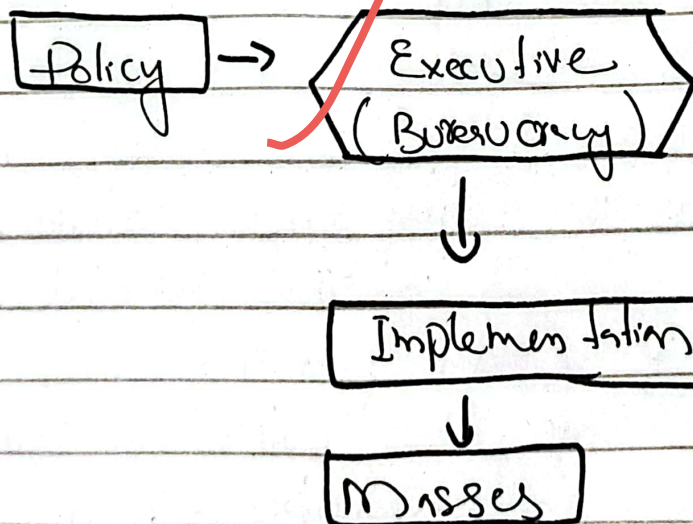 Policy → Executive
(Bureaucracy)
Implementation
Masses